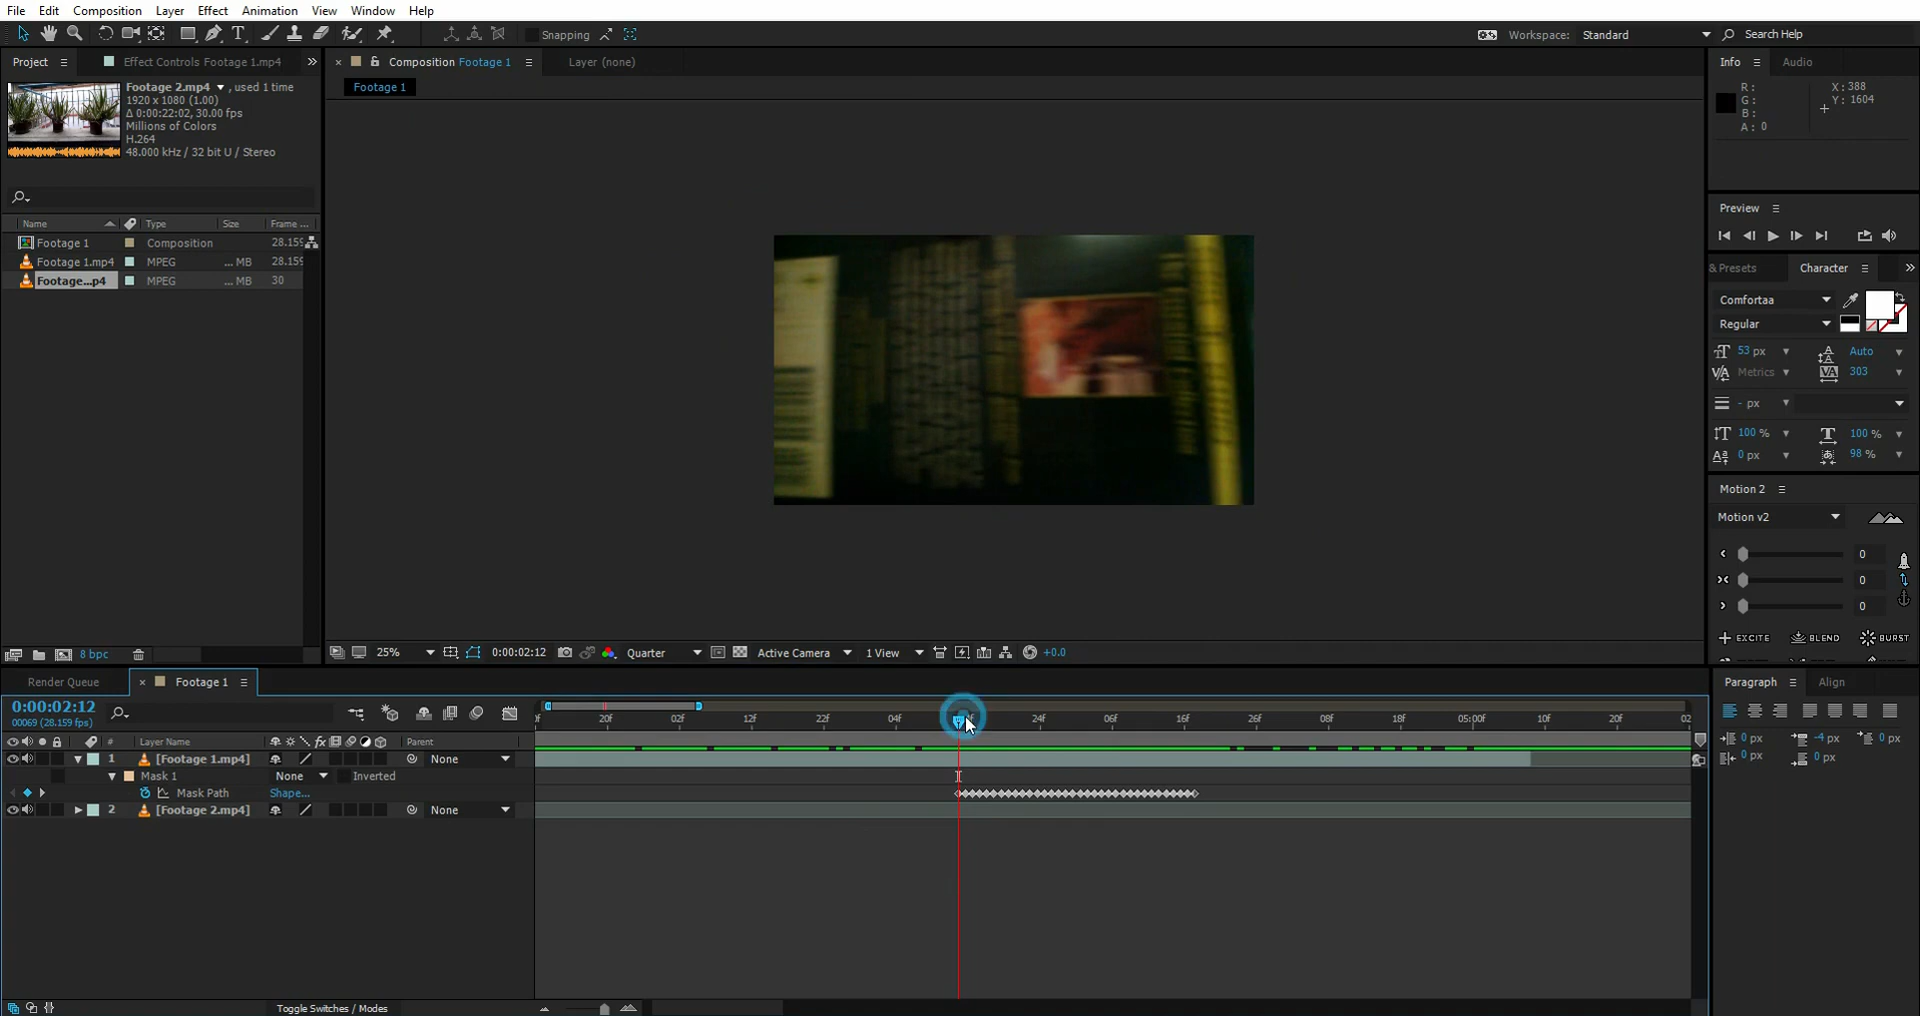 File Edit Composition Layer Effect Animation View Window Help
Snapping Workspace: Standard Search Help
Project Effect Controls Footage 1.mp4
Composition Footage 1 Layer (none)
Footage 1
Footage 2.mp4 , used 1 time
1920 x 1080 (1.00)
Δ 0:00:22:02, 30.00 fps
Millions of Colors
H.264
48.000 kHz / 32 bit U / Stereo
Name Type Size Frame ...
Footage 1 Composition 28.159
Footage 1.mp4 MPEG ... MB 28.159
Footage...p4 MPEG ... MB 30
8 bpc
25% 0:00:02:12 Quarter Active Camera 1 View +0.0
Info Audio
R: X: 388
G: Y: 1604
B:
A: 0
Preview
& Presets Character
Comfortaa
Regular
53 px Auto
Metrics 303
- px
100 % 100 %
0 px 98 %
Motion 2
Motion v2
0
0
0
EXCITE BLEND BURST
Render Queue Footage 1
0:00:02:12
00069 (28.159 fps)
20f 02f 12f 22f 04f 24f 06f 16f 26f 08f 18f 05:00f 10f 20f 02
# Layer Name Parent
1 [Footage 1.mp4] None
Mask 1 None Inverted
Mask Path Shape...
2 [Footage 2.mp4] None
Toggle Switches / Modes
Paragraph Align
0 px -4 px 0 px
0 px 0 px